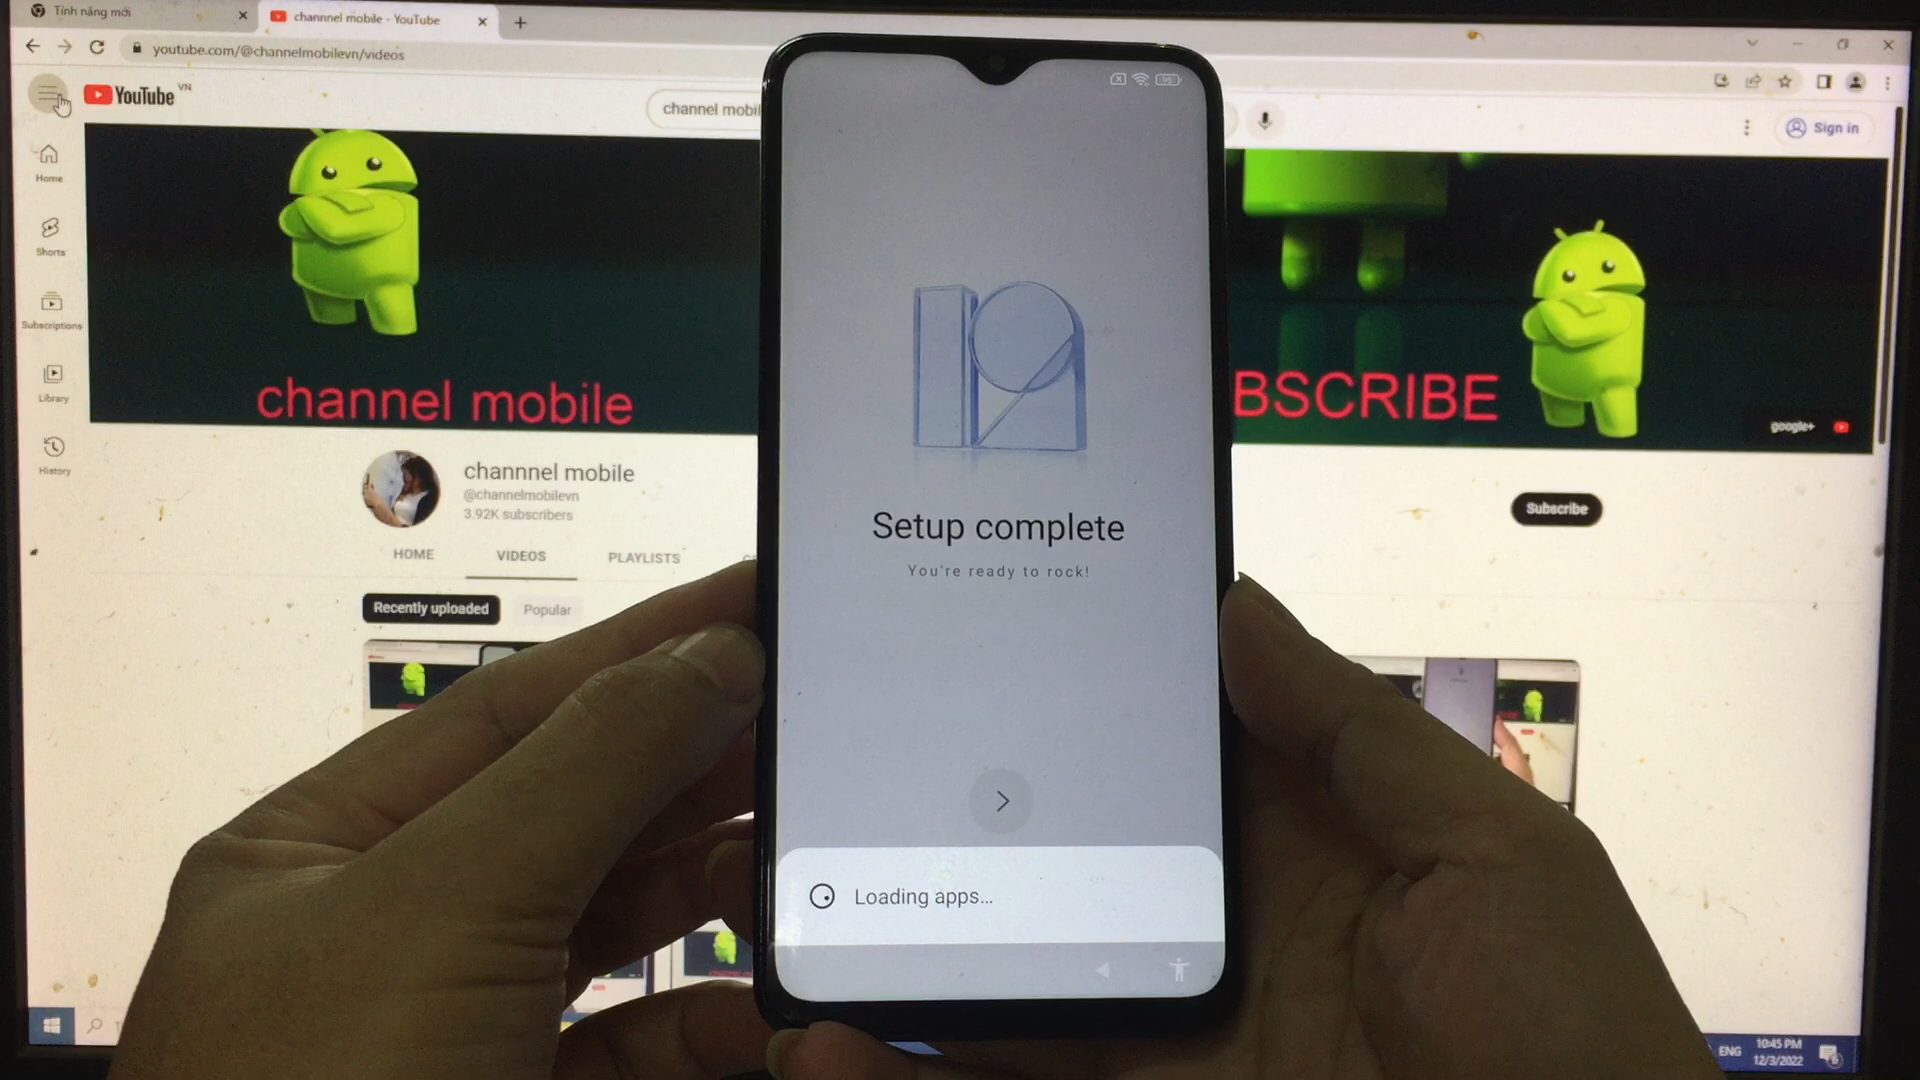 Tính năng mới
channnel mobile - YouTube
youtube.com/@channelmobilevn/videos
YouTube VN
channel mobil
Sign in
Home
Shorts
Subscriptions
Library
History
channel mobile
BSCRIBE
google+
channnel mobile
@channelmobilevn
3.92K subscribers
Subscribe
HOME
VIDEOS
PLAYLISTS
Recently uploaded
Popular
Setup complete
You're ready to rock!
Loading apps...
ENG
10:45 PM
12/3/2022